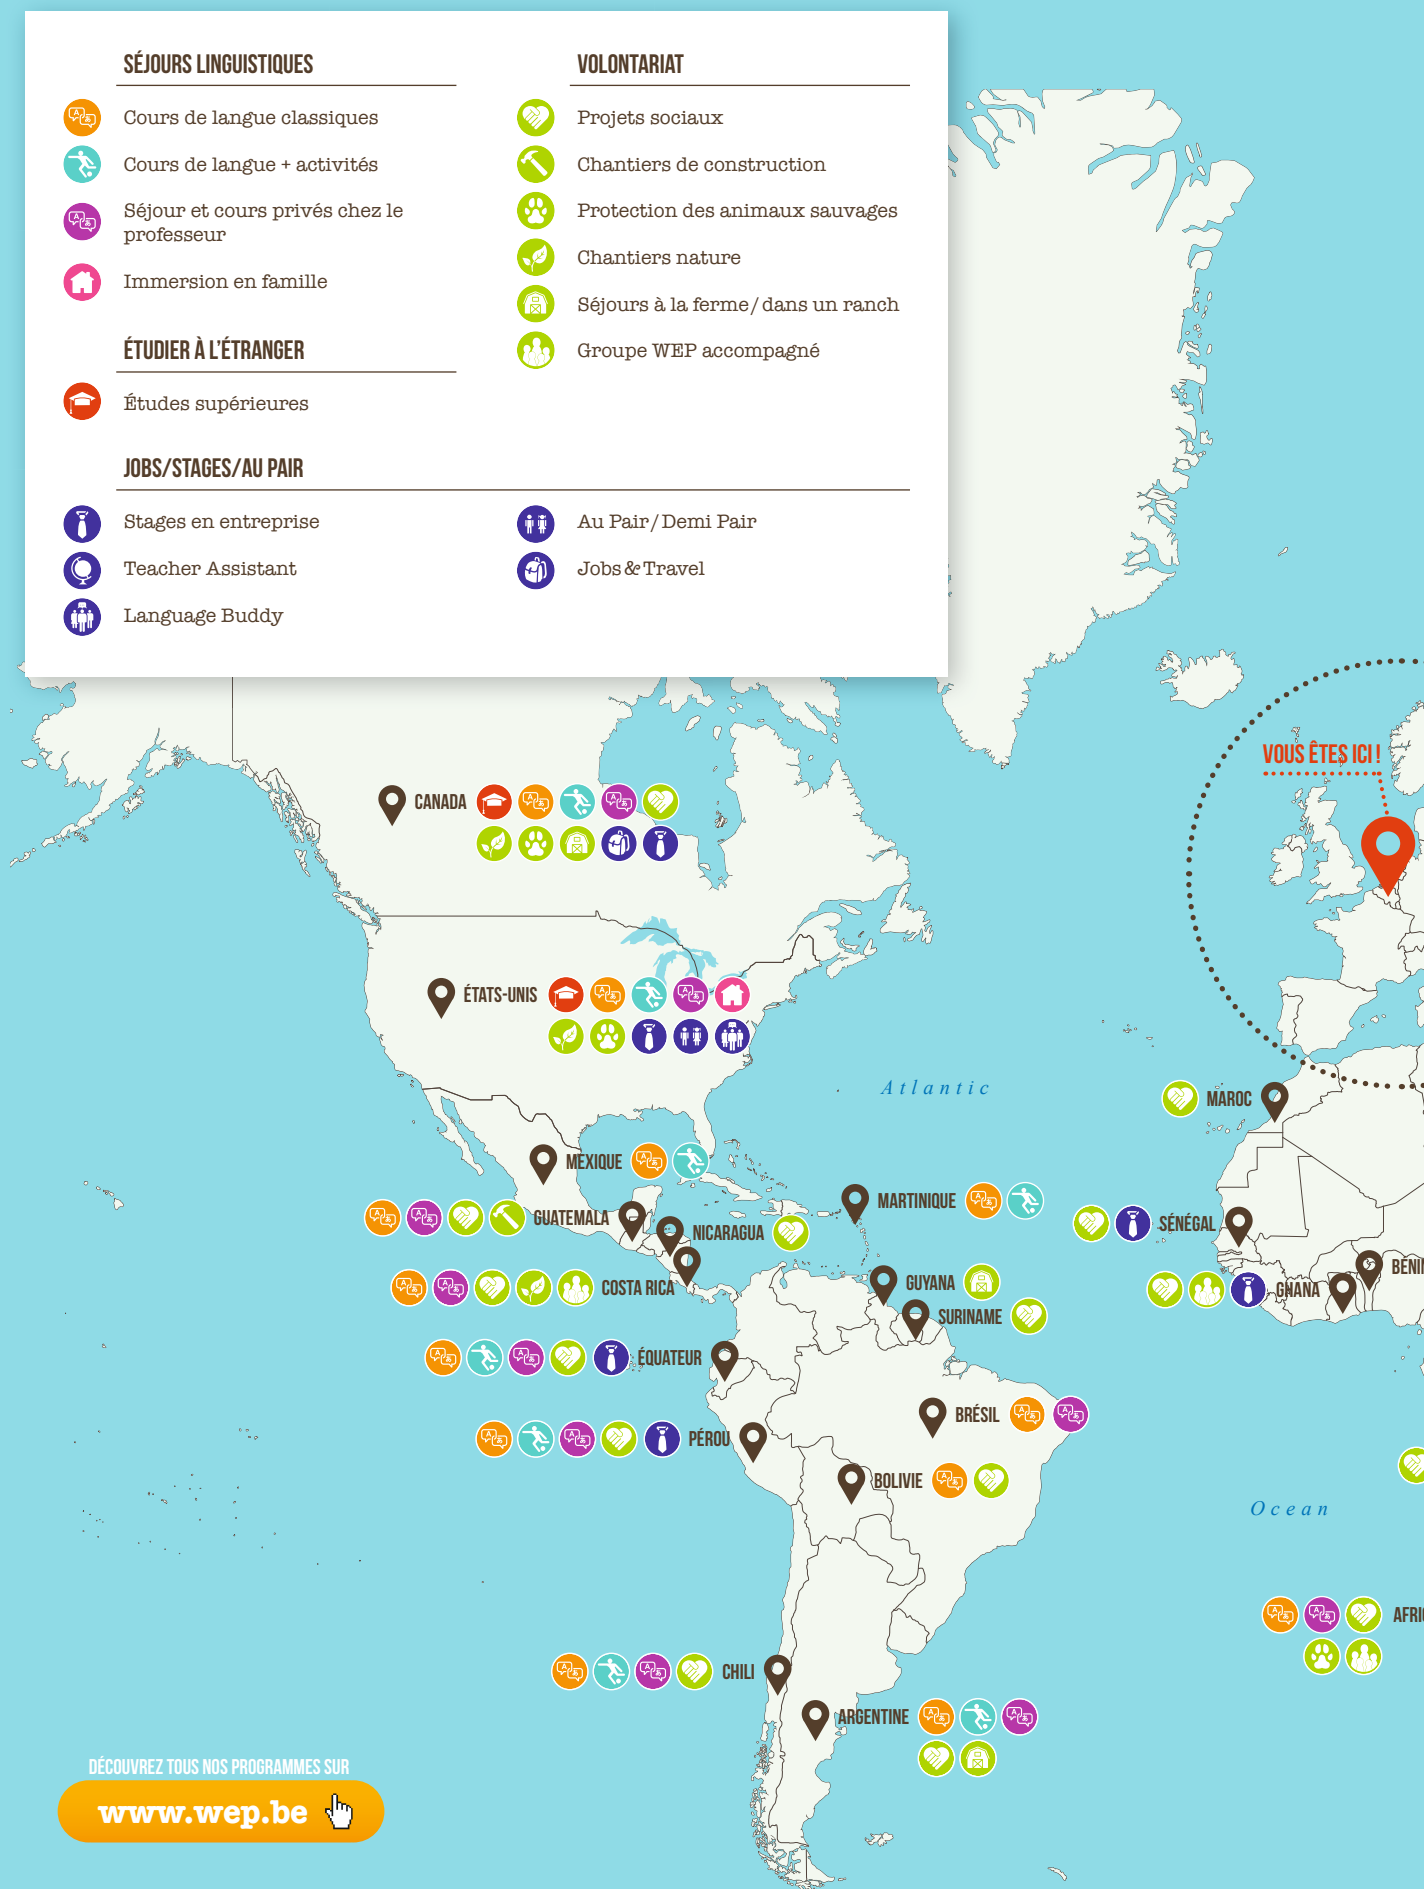 SÉJOURS LINGUISTIQUES
Cours de langue classiques
Cours de langue + activités
Séjour et cours privés chez le
professeur
Immersion en famille
ÉTUDIER À L'ÉTRANGER
Études supérieures
VOLONTARIAT
Projets sociaux
Chantiers de construction
Protection des animaux sauvages
Chantiers nature
Séjours à la ferme/dans un ranch
Groupe WEP accompagné
JOBS/STAGES/AU PAIR
Stages en entreprise
Teacher Assistant
Language Buddy
Au Pair/Demi Pair
Jobs & Travel
VOUS ÊTES ICI !
CANADA
ÉTATS-UNIS
Atlantic
MAROC
MEXIQUE
MARTINIQUE
GUATEMALA
NICARAGUA
SÉNÉGAL
COSTA RICA
GUYANA
GHANA
BÉNIN
SURINAME
ÉQUATEUR
BRÉSIL
PÉROU
BOLIVIE
Ocean
AFRI
CHILI
ARGENTINE
DÉCOUVREZ TOUS NOS PROGRAMMES SUR
www.wep.be